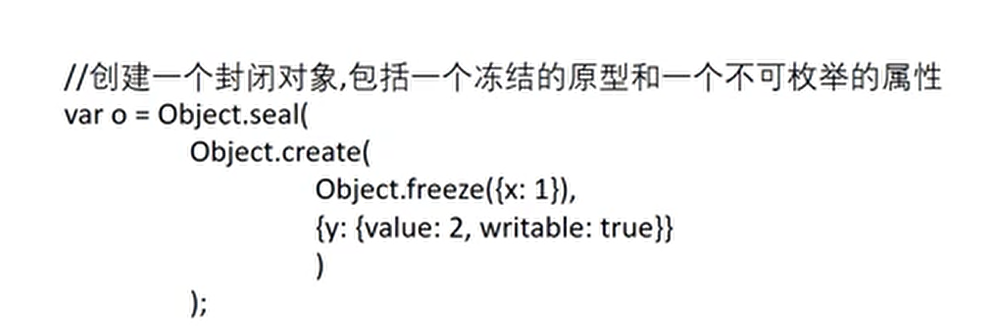 //创建一个封闭对象,包括一个冻结的原型和一个不可枚举的属性
var o = Object.seal(
Object.create(
Object.freeze({x: 1}),
{y: {value: 2, writable: true}}
)
);